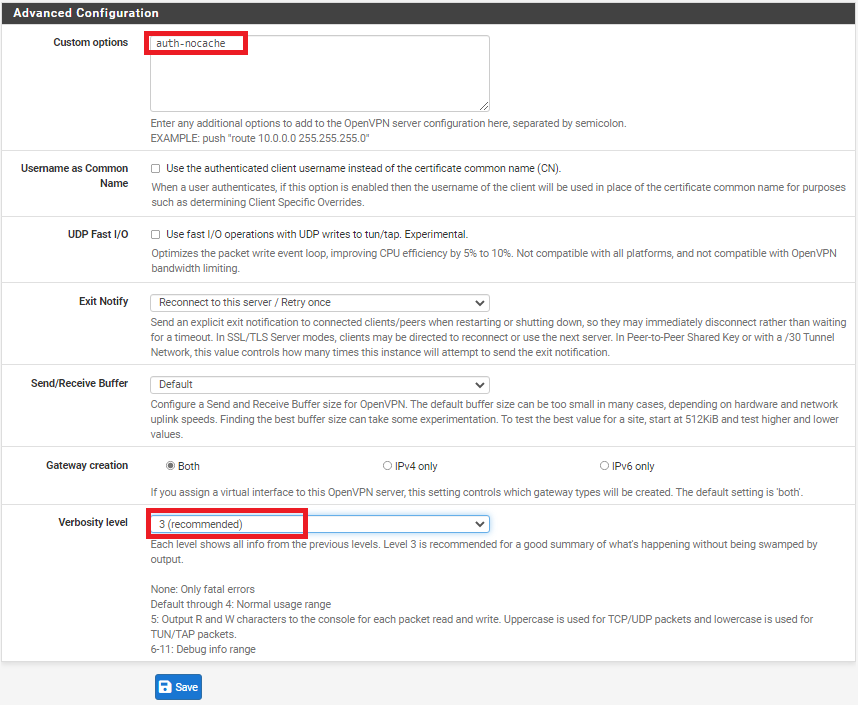 Advanced Configuration
Custom options
auth-nocache
Enter any additional options to add to the OpenVPN server configuration here, separated by semicolon.
EXAMPLE: push "route 10.0.0.0 255.255.255.0"
Username as Common
Name
Use the authenticated client username instead of the certificate common name (CN).
When a user authenticates, if this option is enabled then the username of the client will be used in place of the certificate common name for purposes
such as determining Client Specific Overrides.
UDP Fast I/O
Use fast I/O operations with UDP writes to tun/tap. Experimental.
Optimizes the packet write event loop, improving CPU efficiency by 5% to 10%. Not compatible with all platforms, and not compatible with OpenVPN
bandwidth limiting.
Exit Notify
Reconnect to this server / Retry once
Send an explicit exit notification to connected clients/peers when restarting or shutting down, so they may immediately disconnect rather than waiting
for a timeout. In SSL/TLS Server modes, clients may be directed to reconnect or use the next server. In Peer-to-Peer Shared Key or with a /30 Tunnel
Network, this value controls how many times this instance will attempt to send the exit notification.
Send/Receive Buffer
Default
Configure a Send and Receive Buffer size for OpenVPN. The default buffer size can be too small in many cases, depending on hardware and network
uplink speeds. Finding the best buffer size can take some experimentation. To test the best value for a site, start at 512KiB and test higher and lower
values.
Gateway creation
Both
IPv4 only
IPv6 only
If you assign a virtual interface to this OpenVPN server, this setting controls which gateway types will be created. The default setting is 'both'.
Verbosity level
3 (recommended)
Each level shows all info from the previous levels. Level 3 is recommended for a good summary of what's happening without being swamped by
output.
None: Only fatal errors
Default through 4: Normal usage range
5: Output R and W characters to the console for each packet read and write. Uppercase is used for TCP/UDP packets and lowercase is used for
TUN/TAP packets.
6-11: Debug info range
Save